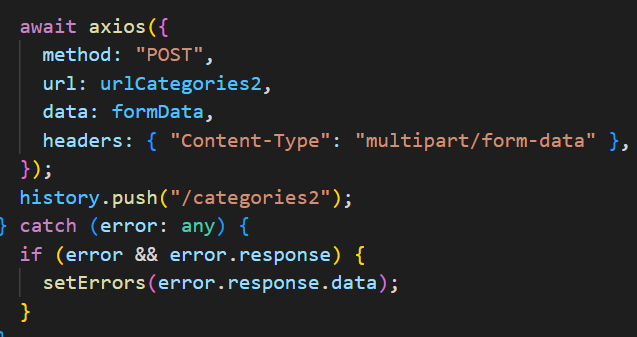 await axios({
method: "POST",
url: urlCategories2,
data: formData,
headers: { "Content-Type": "multipart/form-data" },
});
history.push("/categories2");
} catch (error: any) {
if (error && error.response) {
setErrors(error.response.data);
}
}